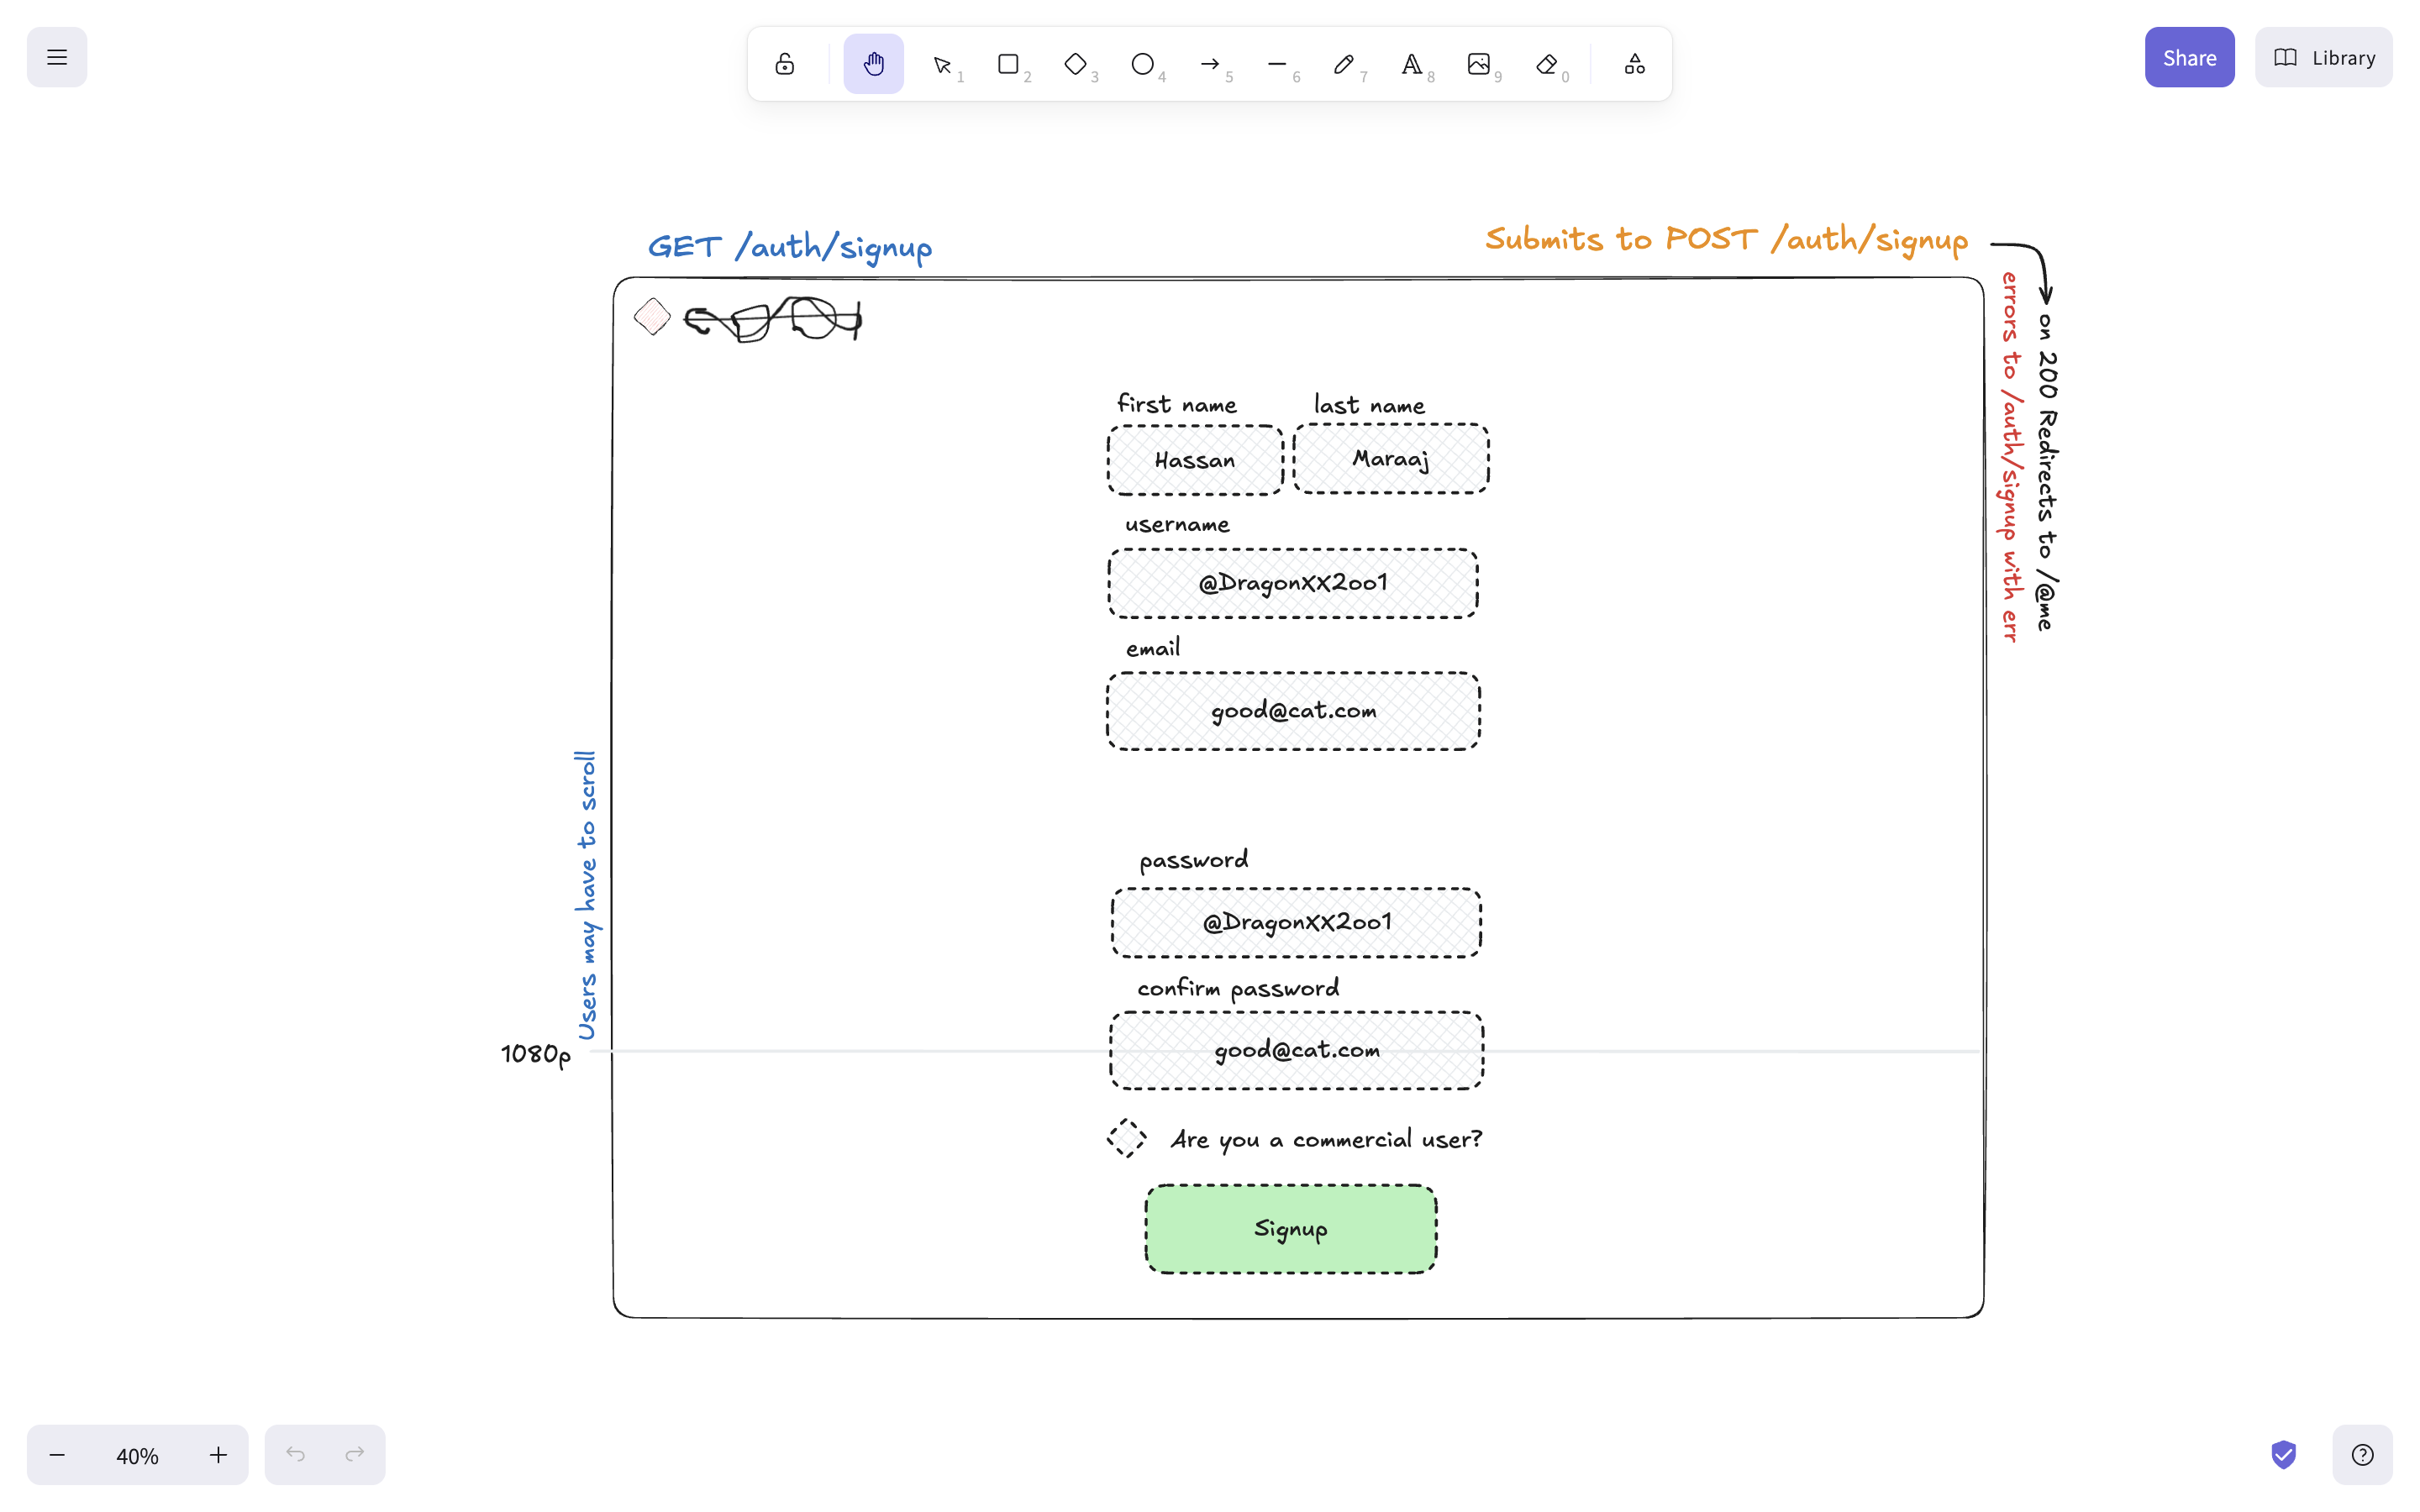 1
2
3
4
5
6
7
8
9
0
Share
Library
GET /auth/signup
Submits to POST /auth/signup
on 200 Redirects to /@me
errors to /auth/signup with err
first name
last name
Hassan
Maraaj
username
@DragonXX2oo1
email
good@cat.com
Users may have to scroll
password
@DragonXX2oo1
confirm password
1080p
good@cat.com
Are you a commercial user?
Signup
40%